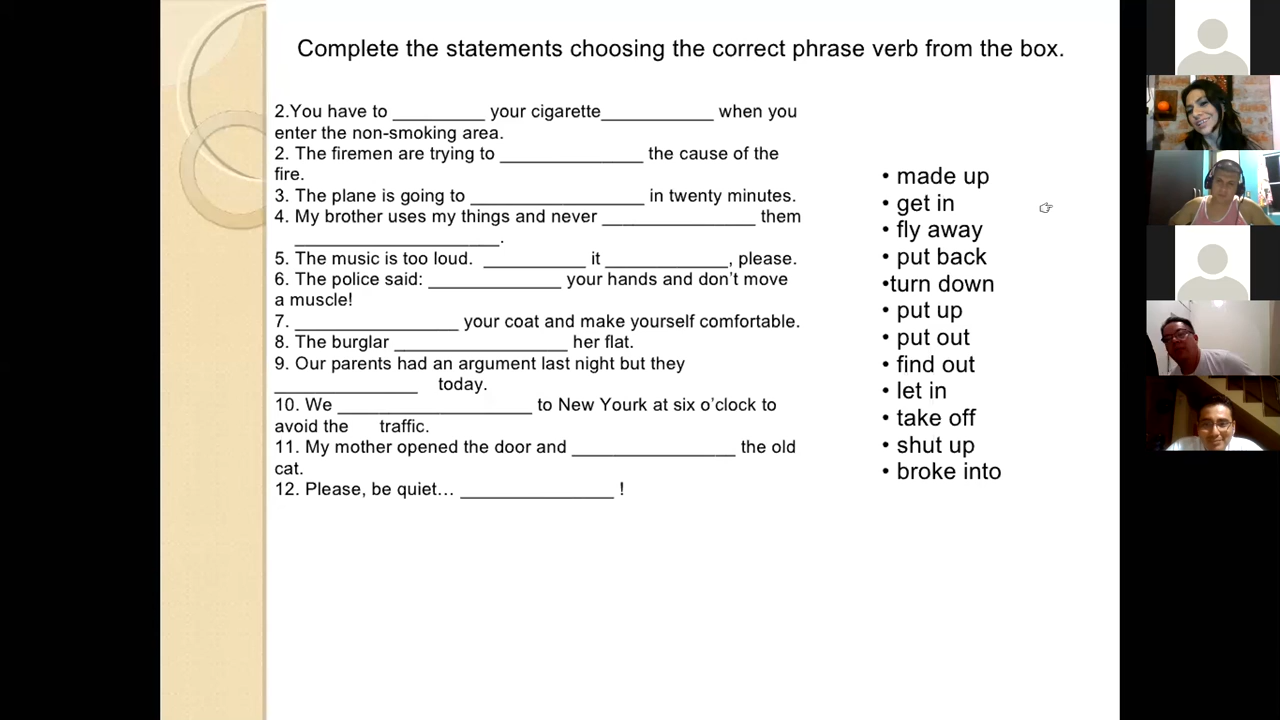 Complete the statements choosing the correct phrase verb from the box.
2.You have to __________ your cigarette____________ when you
enter the non-smoking area.
2. The firemen are trying to _______________ the cause of the
fire.
3. The plane is going to __________________ in twenty minutes.
4. My brother uses my things and never ________________ them
______________________.
5. The music is too loud. ___________ it _____________, please.
6. The police said: ______________ your hands and don't move
a muscle!
7. _________________ your coat and make yourself comfortable.
8. The burglar __________________ her flat.
9. Our parents had an argument last night but they
_______________ today.
10. We ____________________ to New Yourk at six o'clock to
avoid the traffic.
11. My mother opened the door and _________________ the old
cat.
12. Please, be quiet… ________________ !
• made up
• get in
• fly away
• put back
•turn down
• put up
• put out
• find out
• let in
• take off
• shut up
• broke into